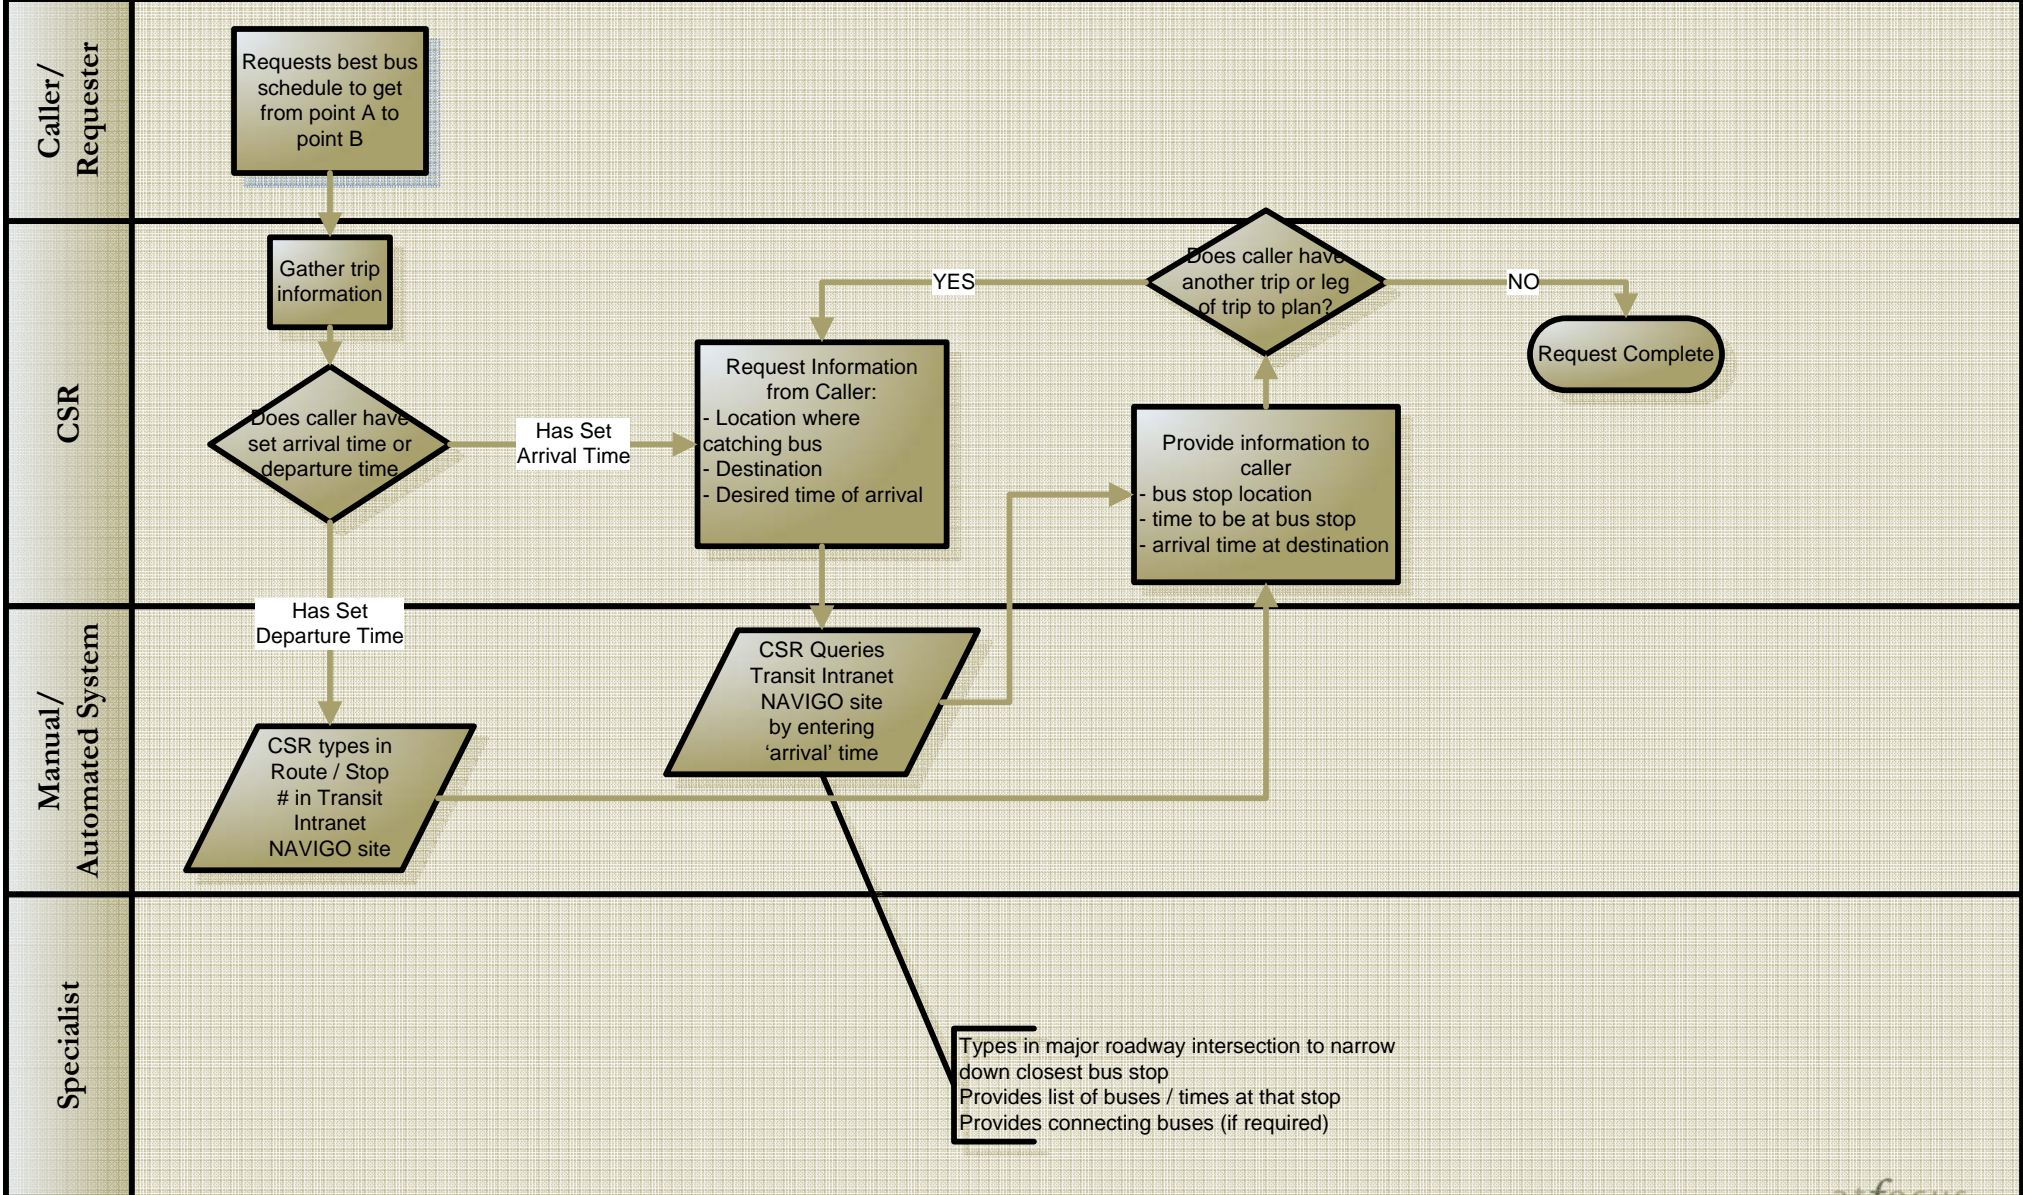 Caller/
Requester
Requests best bus
schedule to get
from point A to
point B
CSR
Gather trip
information
Does caller have
set arrival time or
departure time
Has Set
Arrival Time
Has Set
Departure Time
Request Information
from Caller:
- Location where
catching bus
- Destination
- Desired time of arrival
YES
Does caller have
another trip or leg
of trip to plan?
NO
Request Complete
Provide information to
caller
- bus stop location
- time to be at bus stop
- arrival time at destination
Manual/
Automated System
CSR types in
Route / Stop
# in Transit
Intranet
NAVIGO site
CSR Queries
Transit Intranet
NAVIGO site
by entering
‘arrival’ time
Specialist
Types in major roadway intersection to narrow
down closest bus stop
Provides list of buses / times at that stop
Provides connecting buses (if required)